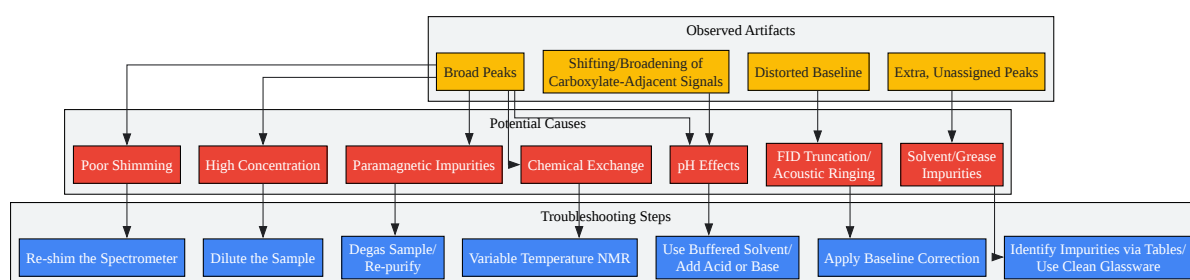 Observed Artifacts
Broad Peaks
Shifting/Broadening of
Carboxylate-Adjacent Signals
Distorted Baseline
Extra, Unassigned Peaks
Potential Causes
Poor Shimming
High Concentration
Paramagnetic Impurities
Chemical Exchange
pH Effects
FID Truncation/
Acoustic Ringing
Solvent/Grease
Impurities
Troubleshooting Steps
Re-shim the Spectrometer
Dilute the Sample
Degas Sample/
Re-purify
Variable Temperature NMR
Use Buffered Solvent/
Add Acid or Base
Apply Baseline Correction
Identify Impurities via Tables/
Use Clean Glassware